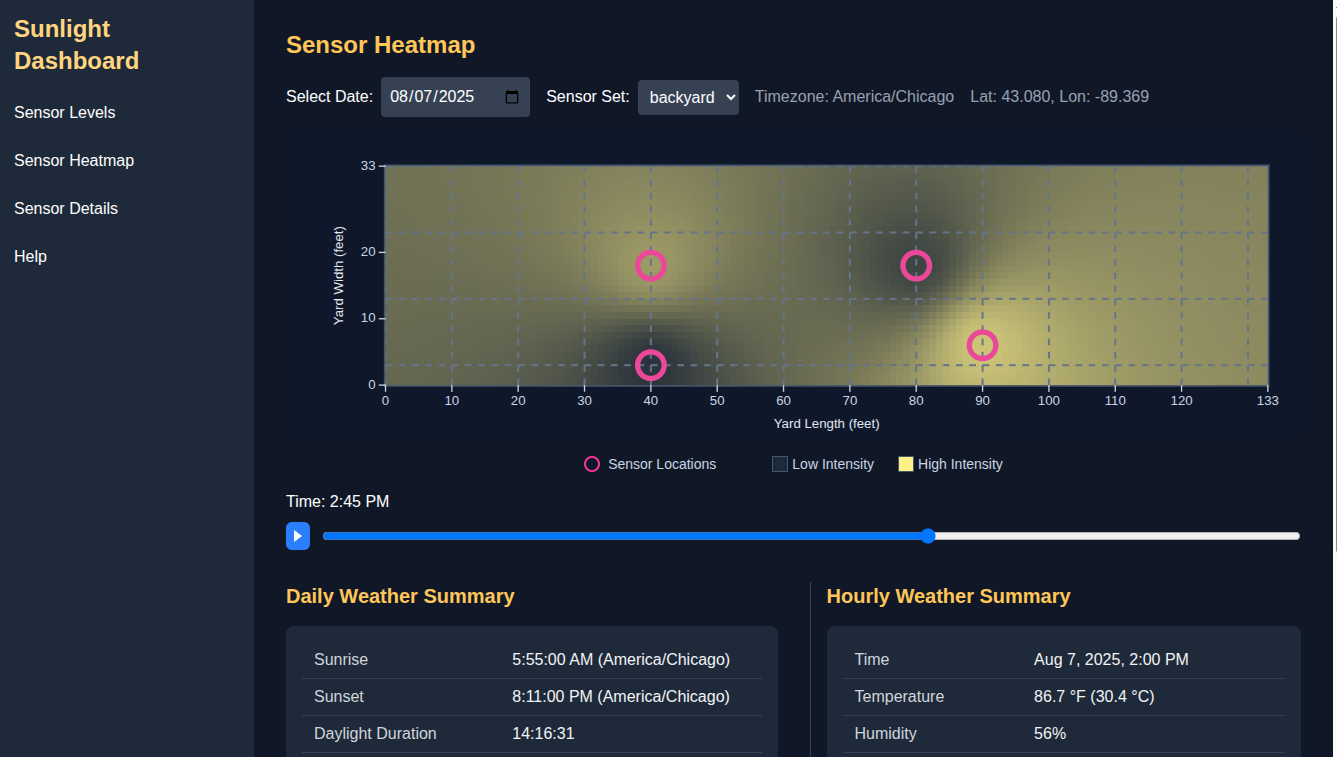 Sunlight
Dashboard
Sensor Levels
Sensor Heatmap
Sensor Details
Help
Sensor Heatmap
Select Date: 08/07/2025 Sensor Set: backyard Timezone: America/Chicago Lat: 43.080, Lon: -89.369
33
20
10
0
Yard Width (feet)
0 10 20 30 40 50 60 70 80 90 100 110 120 133
Yard Length (feet)
Sensor Locations Low Intensity High Intensity
Time: 2:45 PM
Daily Weather Summary
Sunrise 5:55:00 AM (America/Chicago)
Sunset 8:11:00 PM (America/Chicago)
Daylight Duration 14:16:31
Hourly Weather Summary
Time Aug 7, 2025, 2:00 PM
Temperature 86.7 °F (30.4 °C)
Humidity 56%